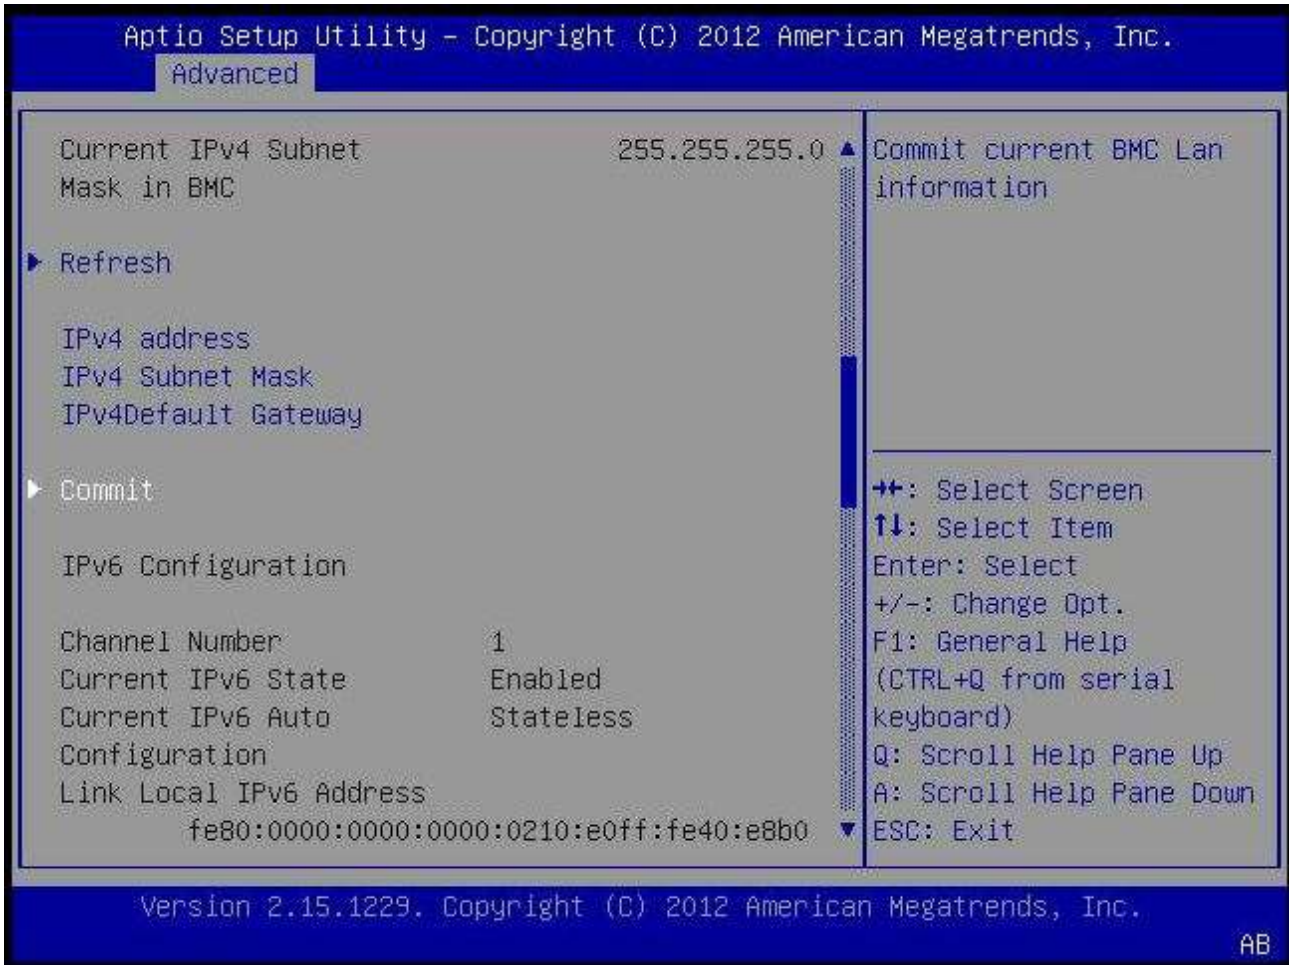 Aptio Setup Utility – Copyright (C) 2012 American Megatrends, Inc.
Advanced
Current IPv4 Subnet 255.255.255.0
Mask in BMC
Refresh
IPv4 address
IPv4 Subnet Mask
IPv4Default Gateway
Commit
IPv6 Configuration
Channel Number 1
Current IPv6 State Enabled
Current IPv6 Auto Stateless
Configuration
Link Local IPv6 Address
fe80:0000:0000:0000:0210:e0ff:fe40:e8b0
Commit current BMC Lan
information
→←: Select Screen
↑↓: Select Item
Enter: Select
+/-: Change Opt.
F1: General Help
(CTRL+Q from serial
keyboard)
Q: Scroll Help Pane Up
A: Scroll Help Pane Down
ESC: Exit
Version 2.15.1229. Copyright (C) 2012 American Megatrends, Inc.
AB